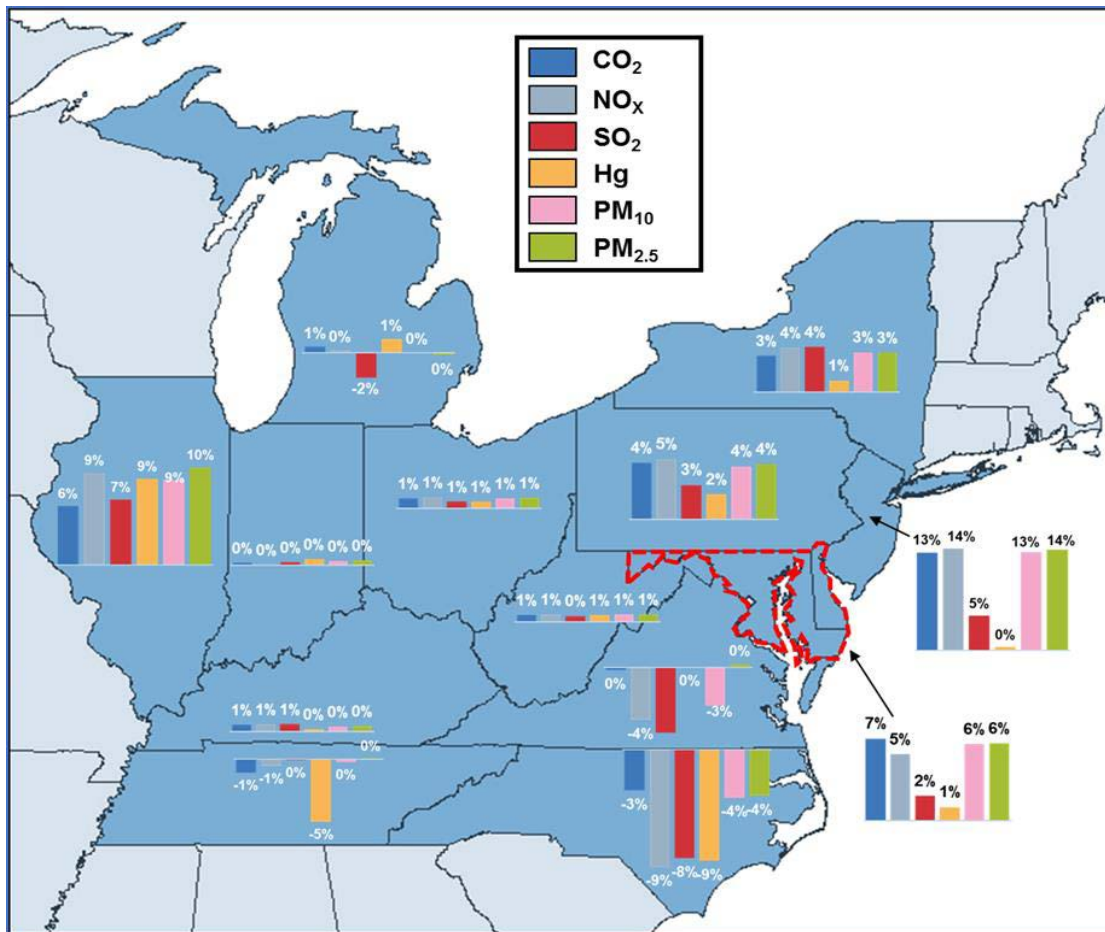 CO2
NOX
SO2
Hg
PM10
PM2.5
1% 0% -2% 1% 0% 0%
3% 4% 4% 1% 3% 3%
6% 9% 7% 9% 9% 10%
4% 5% 3% 2% 4% 4%
1% 1% 1% 1% 1% 1%
0% 0% 0% 0% 0% 0%
13% 14% 5% 0% 13% 14%
1% 1% 0% 1% 1% 1%
0% -4% -4% 0% -3% 0%
7% 5% 2% 1% 6% 6%
1% 1% 1% 0% 0% 0%
-1% -1% 0% -5% 0% 0%
-3% -9% -8% -9% -4% -4%